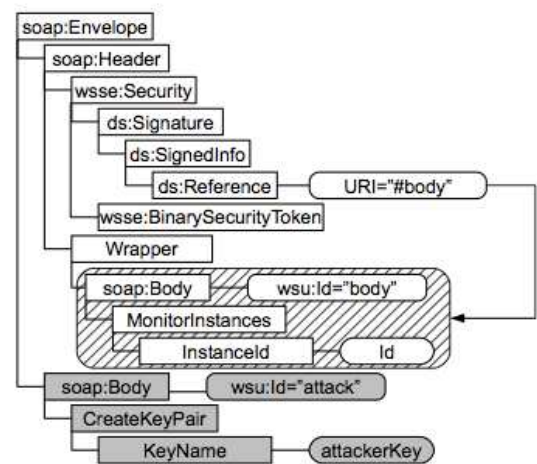 soap:Envelope
soap:Header
wsse:Security
ds:Signature
ds:SignedInfo
ds:Reference URI="#body"
wsse:BinarySecurityToken
Wrapper
soap:Body wsu:Id="body"
MonitorInstances
InstanceId Id
soap:Body wsu:Id="attack"
CreateKeyPair
KeyName attackerKey